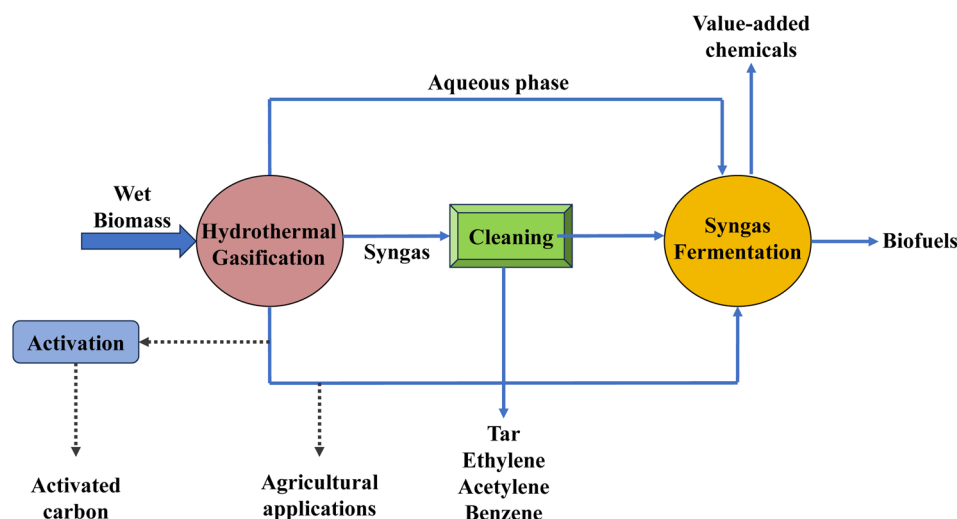 Value-added
chemicals
Aqueous phase
Wet
Biomass
Hydrothermal
Gasification
Syngas
Cleaning
Syngas
Fermentation
Biofuels
Activation
Activated
carbon
Agricultural
applications
Tar
Ethylene
Acetylene
Benzene